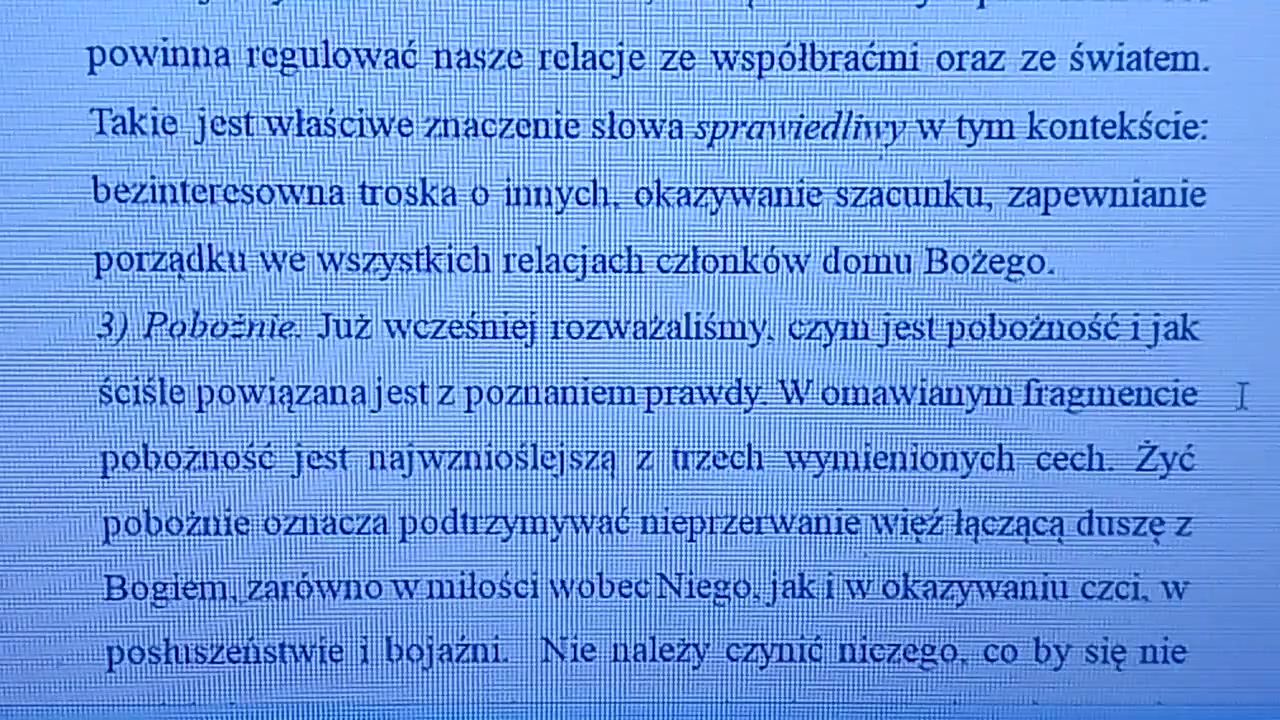 powinna regulować nasze relacje ze współbraćmi oraz ze światem.
Takie jest właściwe znaczenie słowa sprawiedliwy w tym kontekście:
bezinteresowna troska o innych, okazywanie szacunku, zapewnianie
porządku we wszystkich relacjach członków domu Bożego.
3) Pobożnie. Już wcześniej rozważaliśmy, czym jest pobożność i jak
ściśle powiązana jest z poznaniem prawdy. W omawianym fragmencie
pobożność jest najwznioślejszą z trzech wymienionych cech. Żyć
pobożnie oznacza podtrzymywać nieprzerwanie więź łączącą duszę z
Bogiem, zarówno w miłości wobec Niego, jak i w okazywaniu czci, w
posłuszeństwie i bojaźni. Nie należy czynić niczego, co by się nie